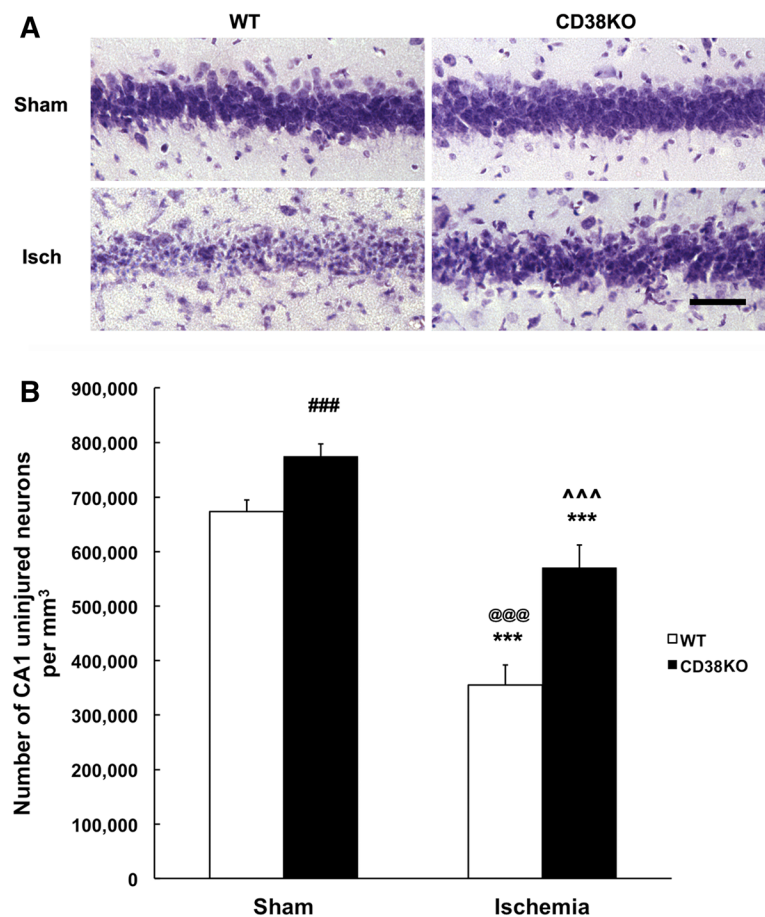 A
WT
CD38KO
Sham
Isch
B
Number of CA1 uninjured neurons
per mm³
900,000
800,000
700,000
600,000
500,000
400,000
300,000
200,000
100,000
0
###
@@@
***
^^^
***
WT
CD38KO
Sham
Ischemia